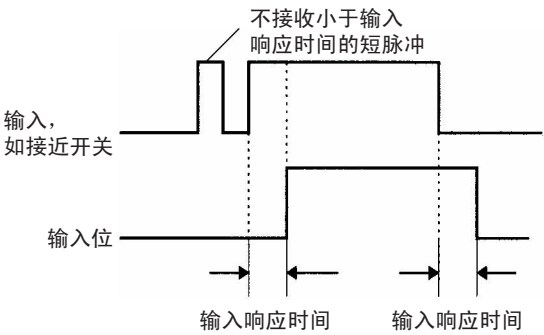 不接收小于输入
响应时间的短脉冲
输入，
如接近开关
输入位
输入响应时间
输入响应时间